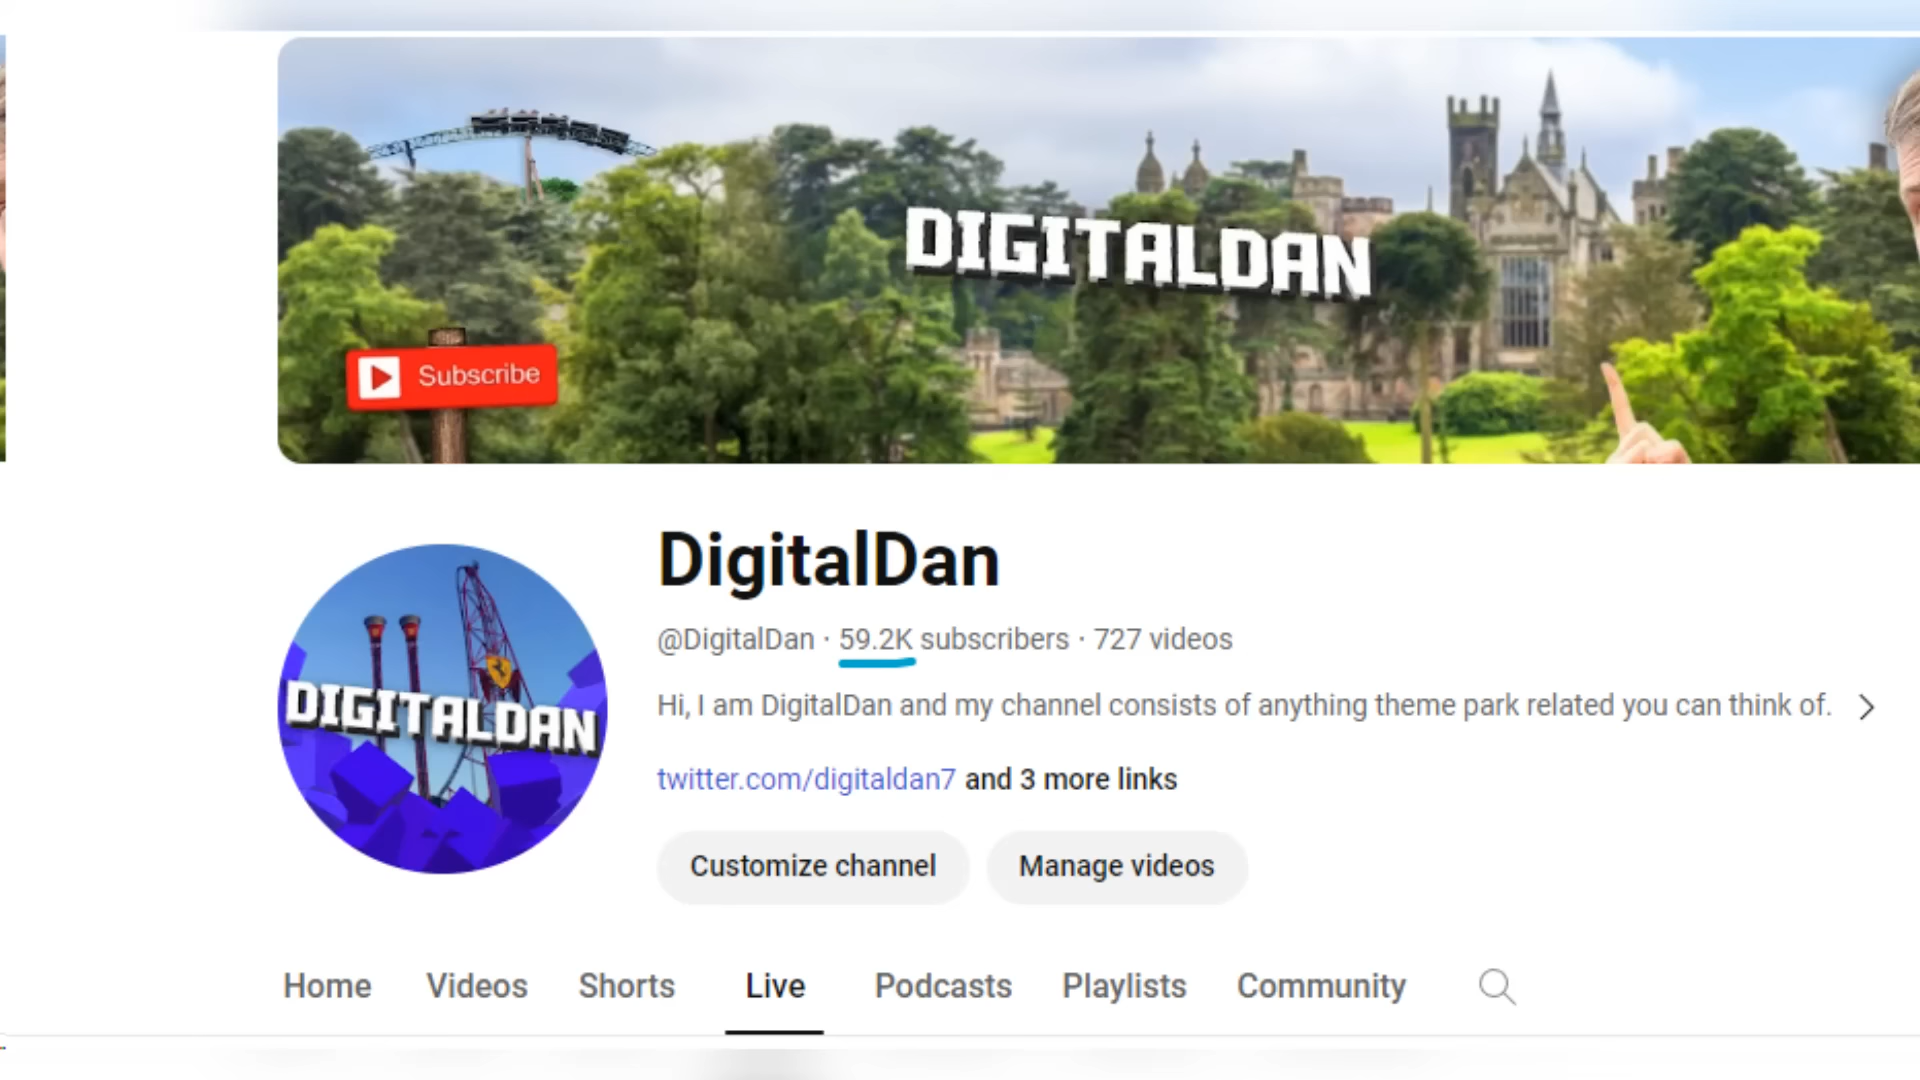 DIGITALDAN
Subscribe
DigitalDan
@DigitalDan · 59.2K subscribers · 727 videos
Hi, I am DigitalDan and my channel consists of anything theme park related you can think of.
DIGITALDAN
twitter.com/digitaldan7 and 3 more links
Customize channel Manage videos
Home Videos Shorts Live Podcasts Playlists Community